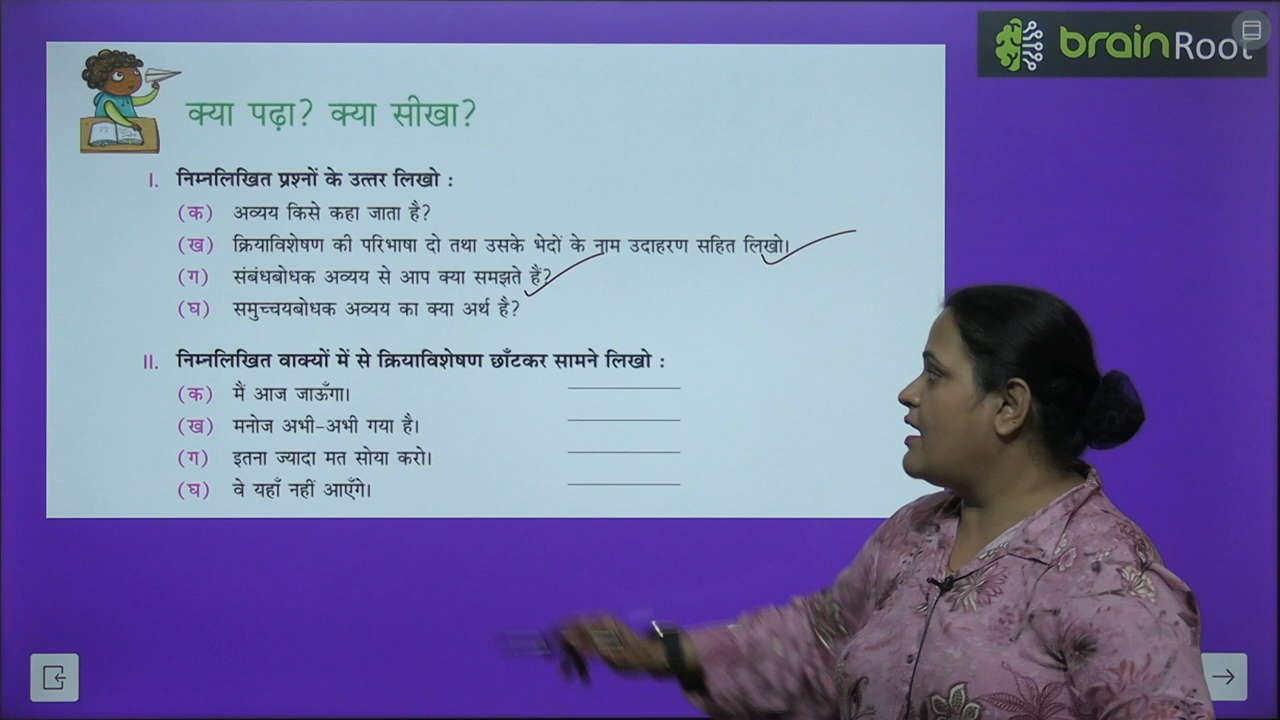 brainRoot
क्या पढ़ा? क्या सीखा?
I. निम्नलिखित प्रश्नों के उत्तर लिखो :
(क) अव्यय किसे कहा जाता है?
(ख) क्रियाविशेषण की परिभाषा दो तथा उसके भेदों के नाम उदाहरण सहित लिखो।
(ग) संबंधबोधक अव्यय से आप क्या समझते हैं?
(घ) समुच्चयबोधक अव्यय का क्या अर्थ है?
II. निम्नलिखित वाक्यों में से क्रियाविशेषण छाँटकर सामने लिखो :
(क) मैं आज जाऊँगा।
(ख) मनोज अभी-अभी गया है।
(ग) इतना ज्यादा मत सोया करो।
(घ) वे यहाँ नहीं आएँगे।